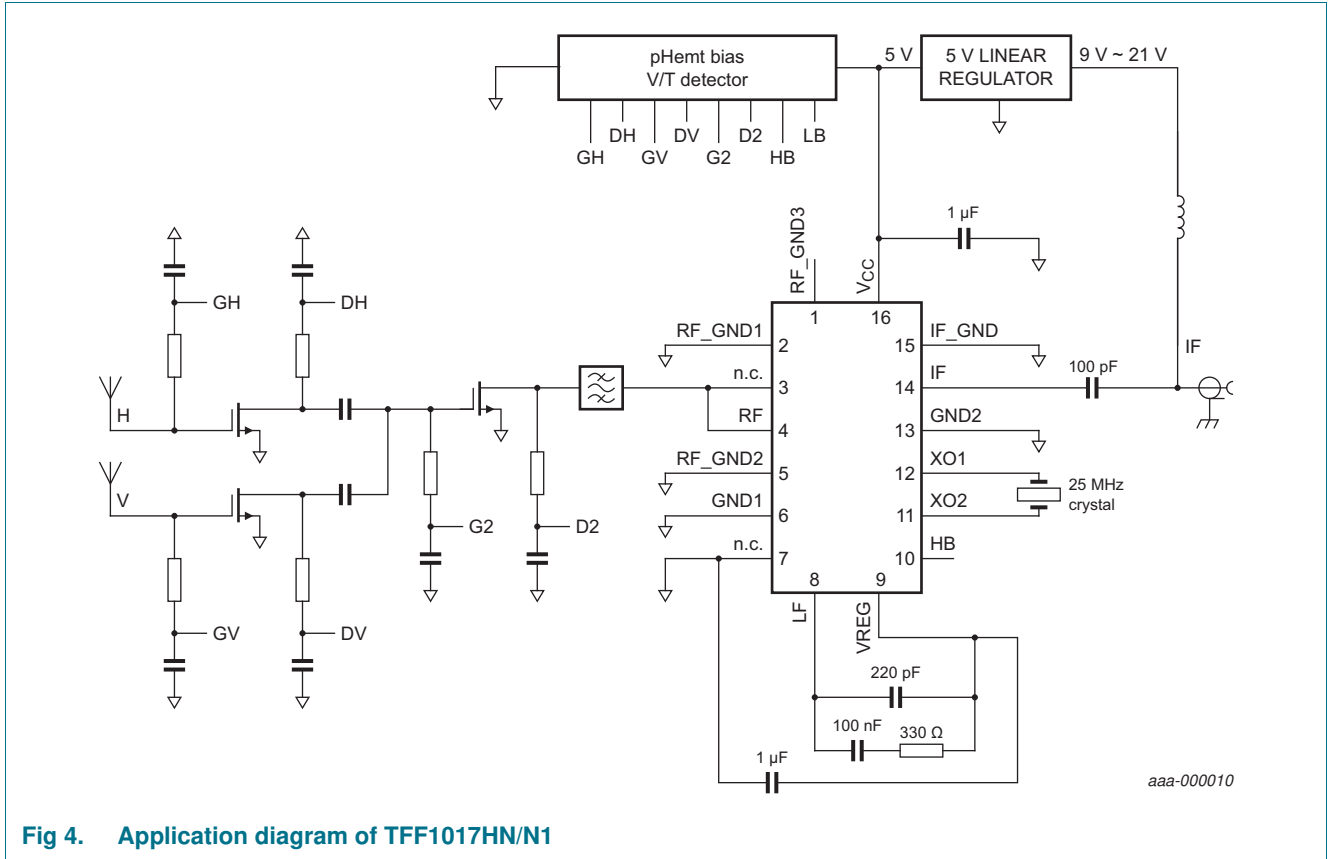 pHemt bias
V/T detector
5 V
5 V LINEAR
REGULATOR
9 V ~ 21 V
GH
DH
GV
DV
G2
D2
HB
LB
RF_GND3
VCC
1 µF
1
16
GH
DH
H
V
GV
DV
G2
D2
RF_GND1
2
n.c.
3
RF
4
RF_GND2
5
GND1
6
n.c.
7
15
IF_GND
14
IF
13
GND2
12
XO1
11
XO2
10
HB
100 pF
IF
25 MHz
crystal
8
9
LF
VREG
220 pF
100 nF
330 Ω
1 µF
aaa-000010
Fig 4. Application diagram of TFF1017HN/N1